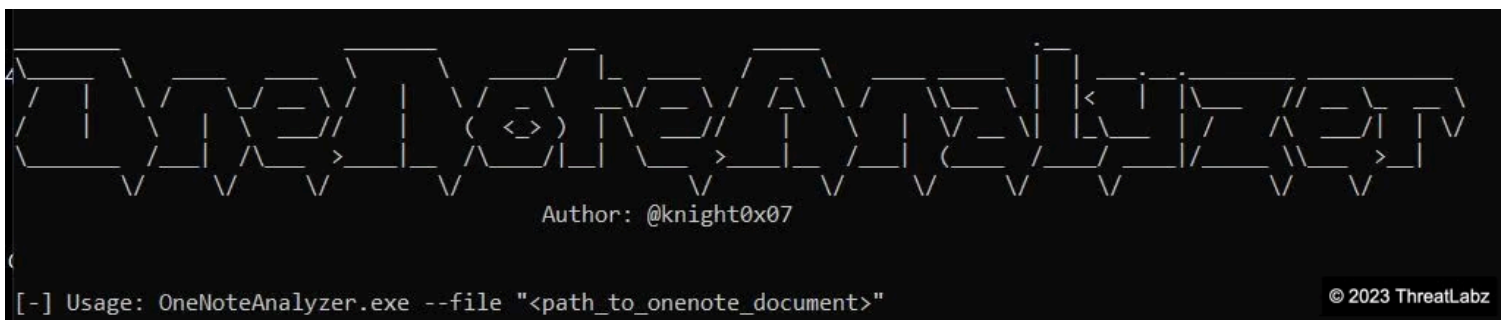 OneNoteAnalyzer
Author: @knight0x07
[-] Usage: OneNoteAnalyzer.exe --file "<path_to_onenote_document>"
© 2023 ThreatLabz